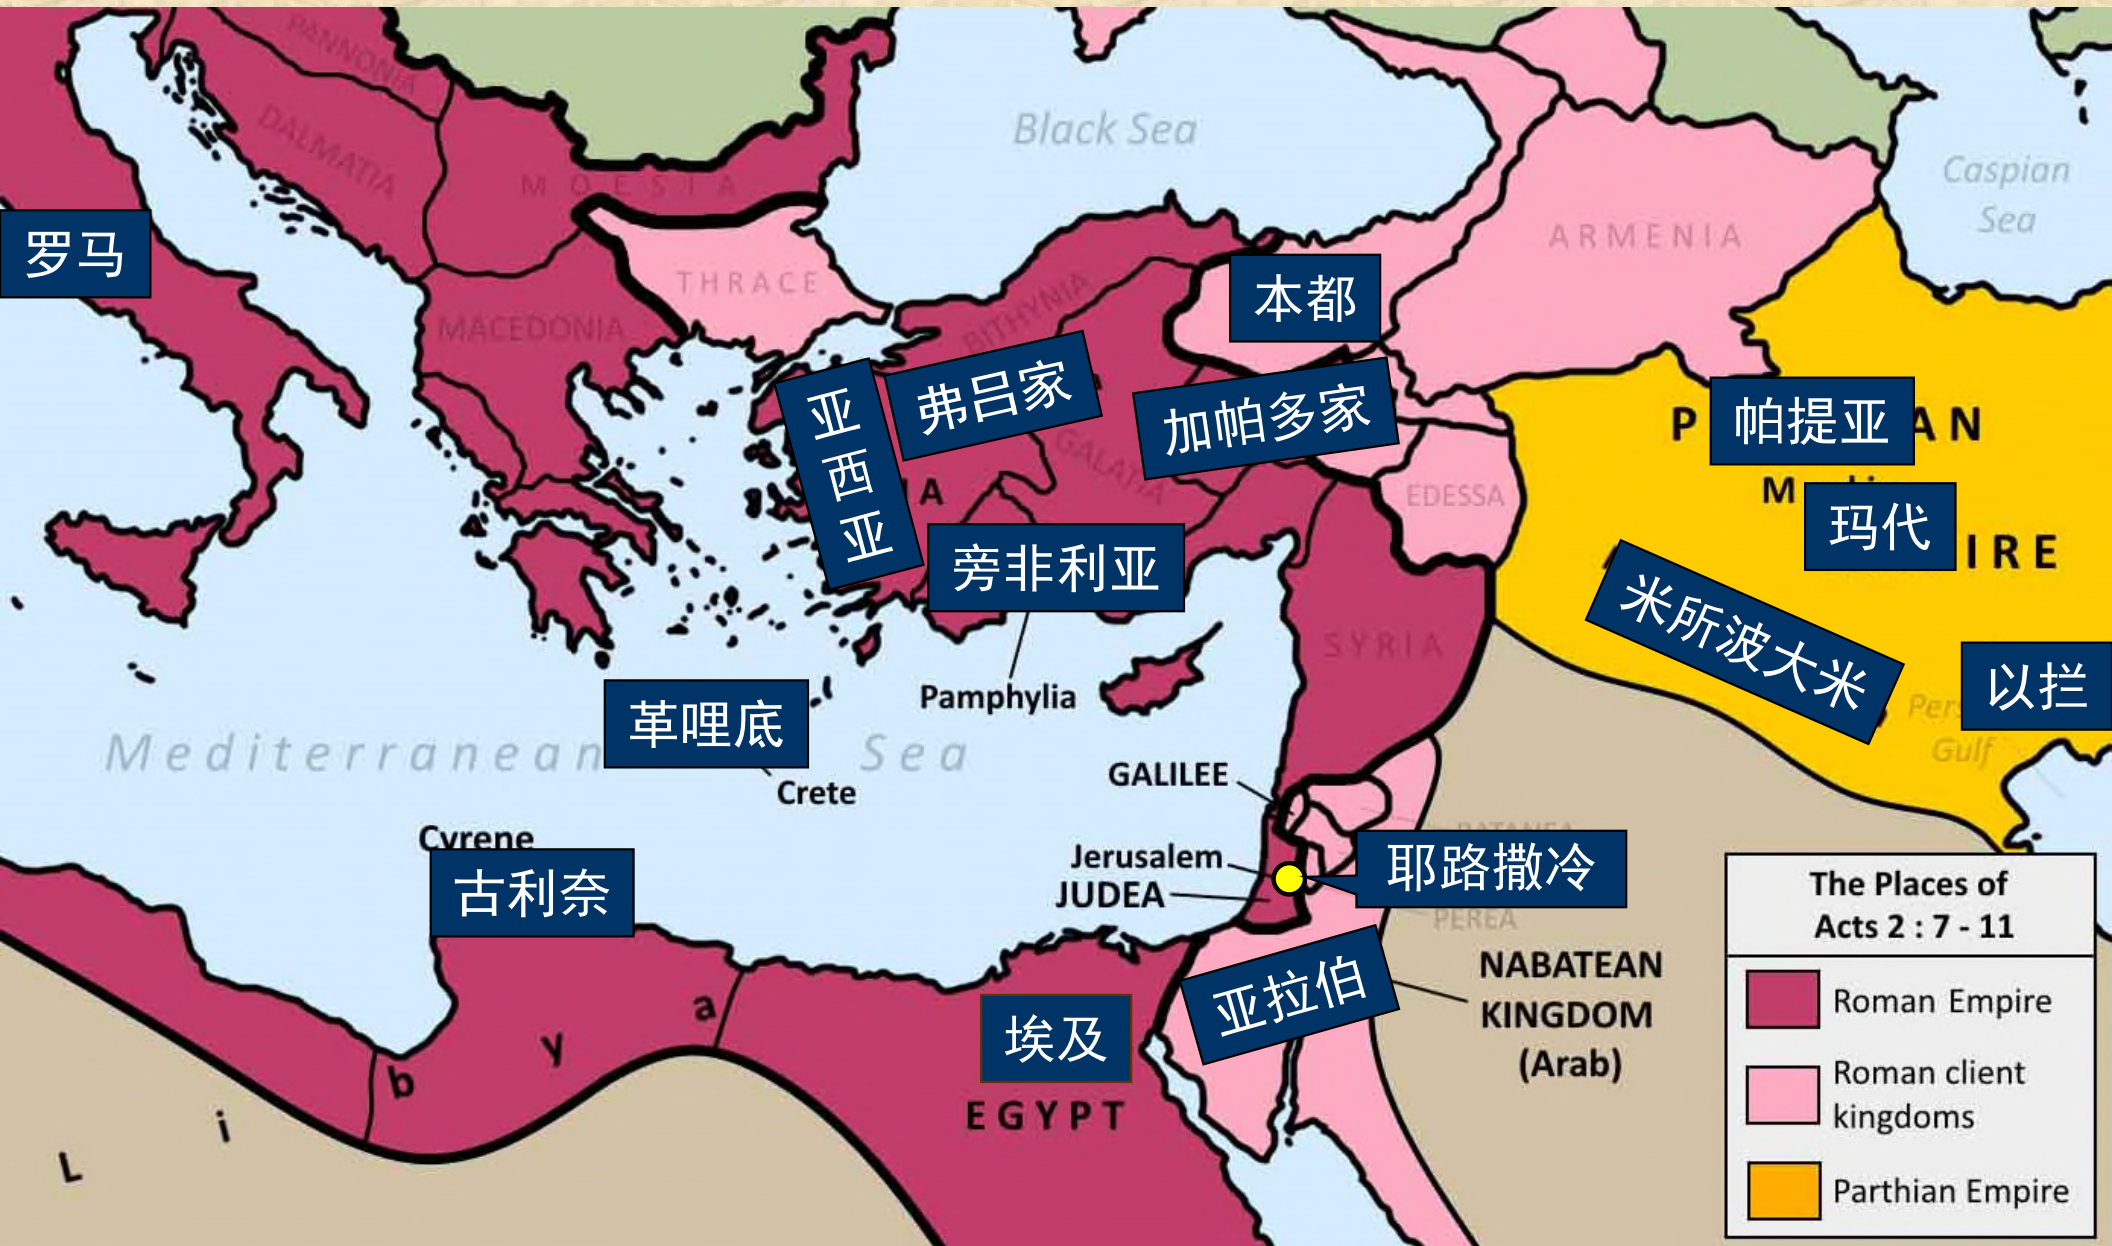 PANNONIA
DALMATIA
MOESIA
Black Sea
Caspian
Sea
罗马
THRACE
ARMENIA
MACEDONIA
BITHYNIA
本都
弗吕家
加帕多家
亚
西
亚
帕提亚
GALATIA
EDESSA
玛代
IRE
旁非利亚
米所波大米
SYRIA
以拦
Pamphylia
革哩底
Gulf
Mediterranean Sea
GALILEE
Crete
Cyrene
Jerusalem
耶路撒冷
JUDEA
古利奈
PEREA
NABATEAN
KINGDOM
(Arab)
亚拉伯
埃及
EGYPT
L i b y a
The Places of
Acts 2 : 7 - 11
Roman Empire
Roman client
kingdoms
Parthian Empire